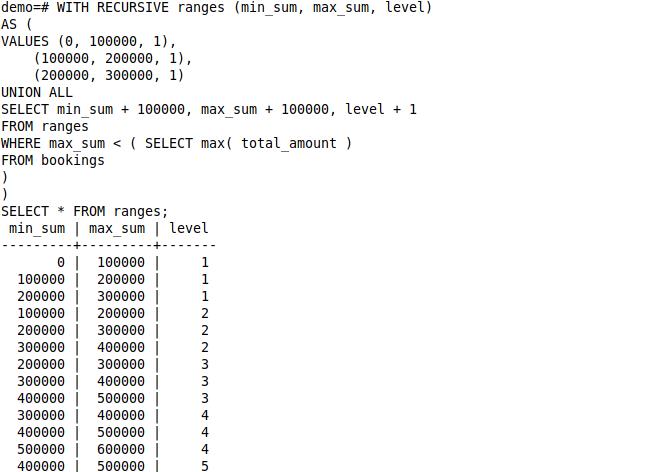 demo=# WITH RECURSIVE ranges (min_sum, max_sum, level)
AS (
VALUES (0, 100000, 1),
    (100000, 200000, 1),
    (200000, 300000, 1)
UNION ALL
SELECT min_sum + 100000, max_sum + 100000, level + 1
FROM ranges
WHERE max_sum < ( SELECT max( total_amount )
FROM bookings
)
)
SELECT * FROM ranges;
 min_sum | max_sum | level
---------+---------+-------
       0 |  100000 |     1
  100000 |  200000 |     1
  200000 |  300000 |     1
  100000 |  200000 |     2
  200000 |  300000 |     2
  300000 |  400000 |     2
  200000 |  300000 |     3
  300000 |  400000 |     3
  400000 |  500000 |     3
  300000 |  400000 |     4
  400000 |  500000 |     4
  500000 |  600000 |     4
  400000 |  500000 |     5